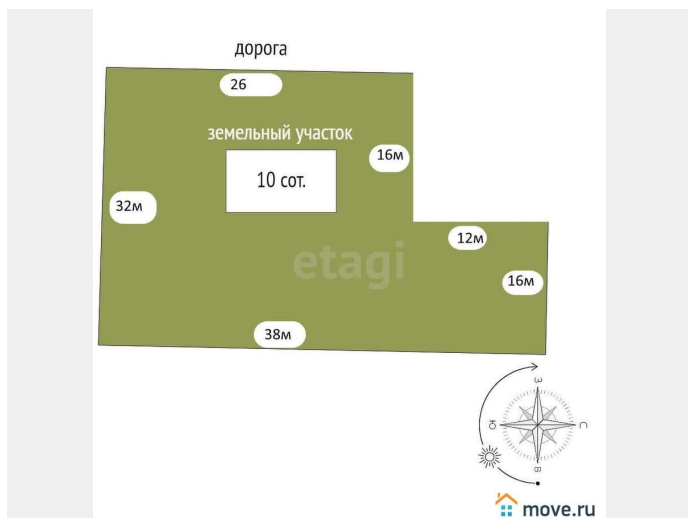 дорога
26
земельный участок
16м
10 сот.
32м
12м
etagi
16м
38м
З
Ю
С
В
move.ru